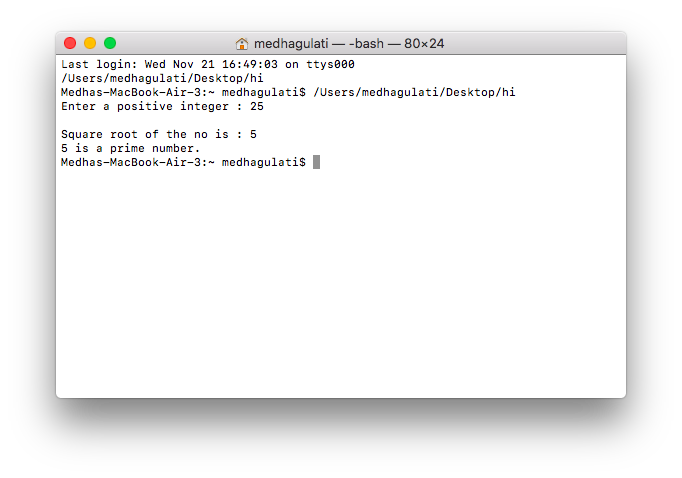 medhagulati — -bash — 80×24
Last login: Wed Nov 21 16:49:03 on ttys000
/Users/medhagulati/Desktop/hi
Medhas-MacBook-Air-3:~ medhagulati$ /Users/medhagulati/Desktop/hi
Enter a positive integer : 25
Square root of the no is : 5
5 is a prime number.
Medhas-MacBook-Air-3:~ medhagulati$